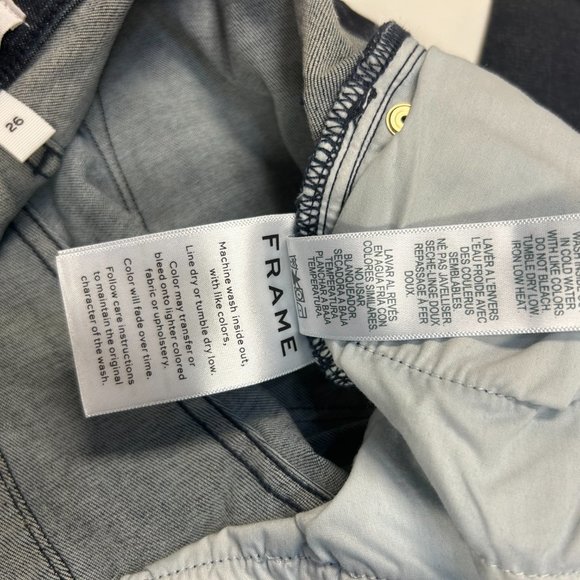 26
FRAME
Machine wash inside out,
with like colors,
Line dry or tumble dry low.
Color may transfer or
bleed onto lighter colored
fabric or upholstery.
Color will fade over time.
Follow care instructions
to maintain the original
character of the wash.
IN COLD WATER
WITH LIKE COLORS
DO NOT BLEACH
TUMBLE DRY LOW
IRON LOW HEAT.
LAVER À L'ENVERS
À L'EAU FROIDE AVEC
DES COULEURS
SEMBLABLES
NE PAS JAVELLISER
SÈCHE-LINGE DOUX
REPASSAGE À FER
DOUX.
LAVAR AL REVÉS
EN AGUA FRIA CON
COLORES SIMILARES
NO USAR
BLANQUEADOR
SECADORA A BAJA
TEMPERATURA
PLANCHA A BAJA
TEMPERATURA